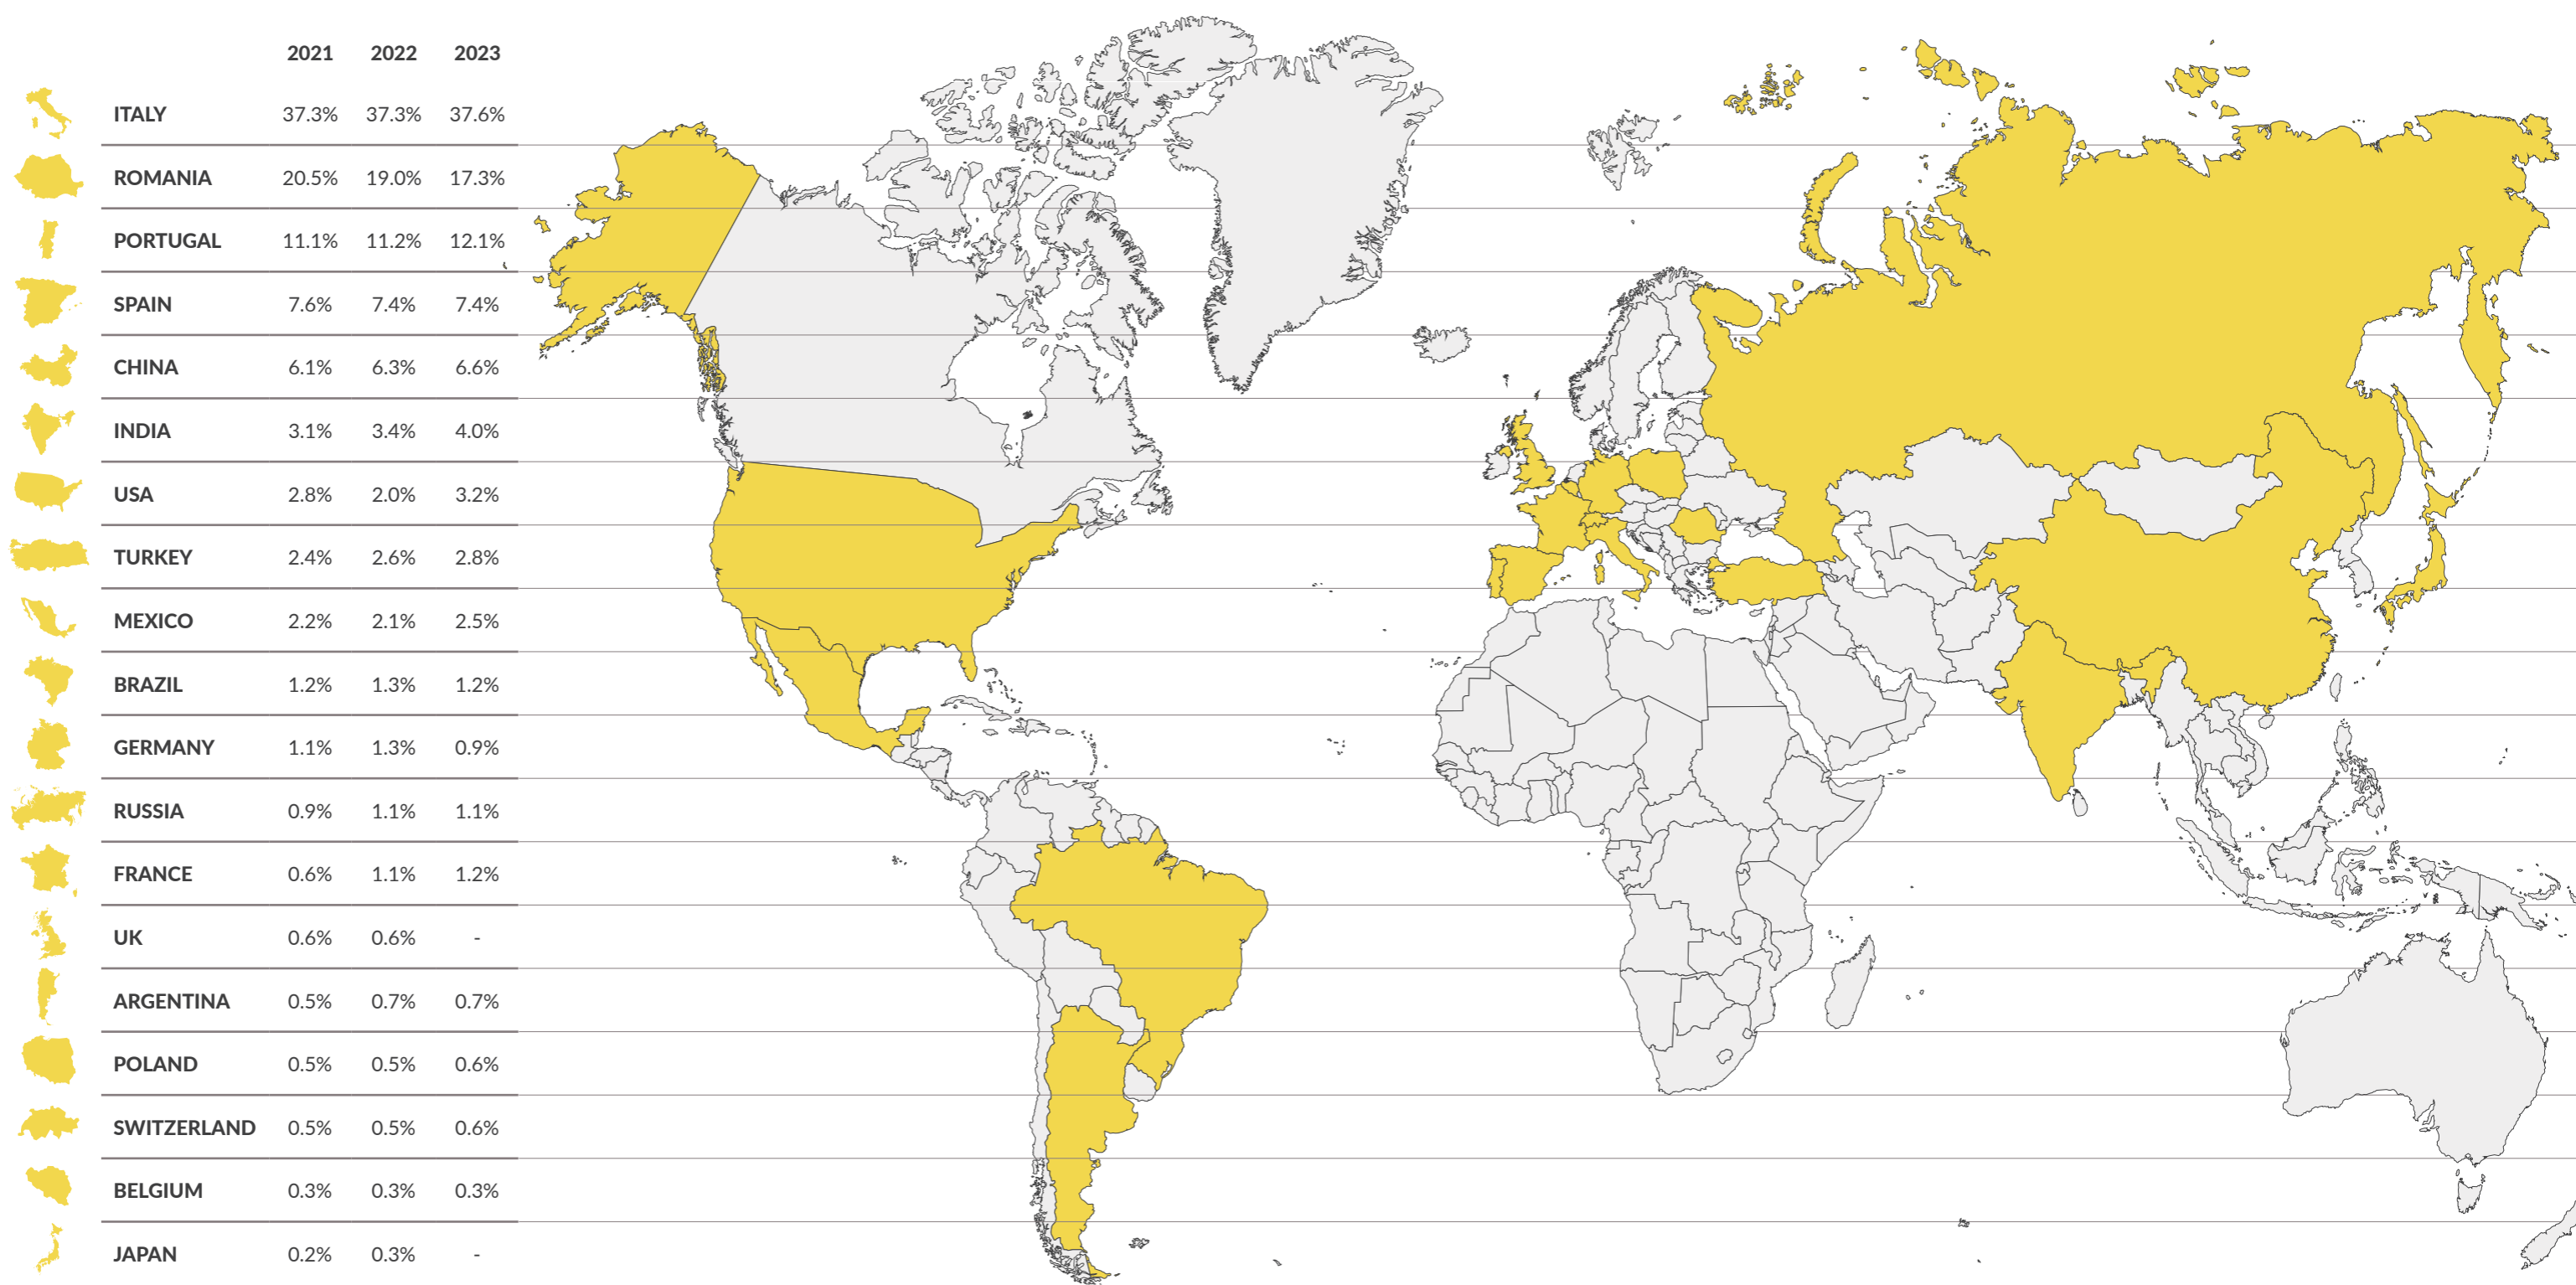 2021 2022 2023
ITALY 37.3% 37.3% 37.6%
ROMANIA 20.5% 19.0% 17.3%
PORTUGAL 11.1% 11.2% 12.1%
SPAIN 7.6% 7.4% 7.4%
CHINA 6.1% 6.3% 6.6%
INDIA 3.1% 3.4% 4.0%
USA 2.8% 2.0% 3.2%
TURKEY 2.4% 2.6% 2.8%
MEXICO 2.2% 2.1% 2.5%
BRAZIL 1.2% 1.3% 1.2%
GERMANY 1.1% 1.3% 0.9%
RUSSIA 0.9% 1.1% 1.1%
FRANCE 0.6% 1.1% 1.2%
UK 0.6% 0.6% -
ARGENTINA 0.5% 0.7% 0.7%
POLAND 0.5% 0.5% 0.6%
SWITZERLAND 0.5% 0.5% 0.6%
BELGIUM 0.3% 0.3% 0.3%
JAPAN 0.2% 0.3% -